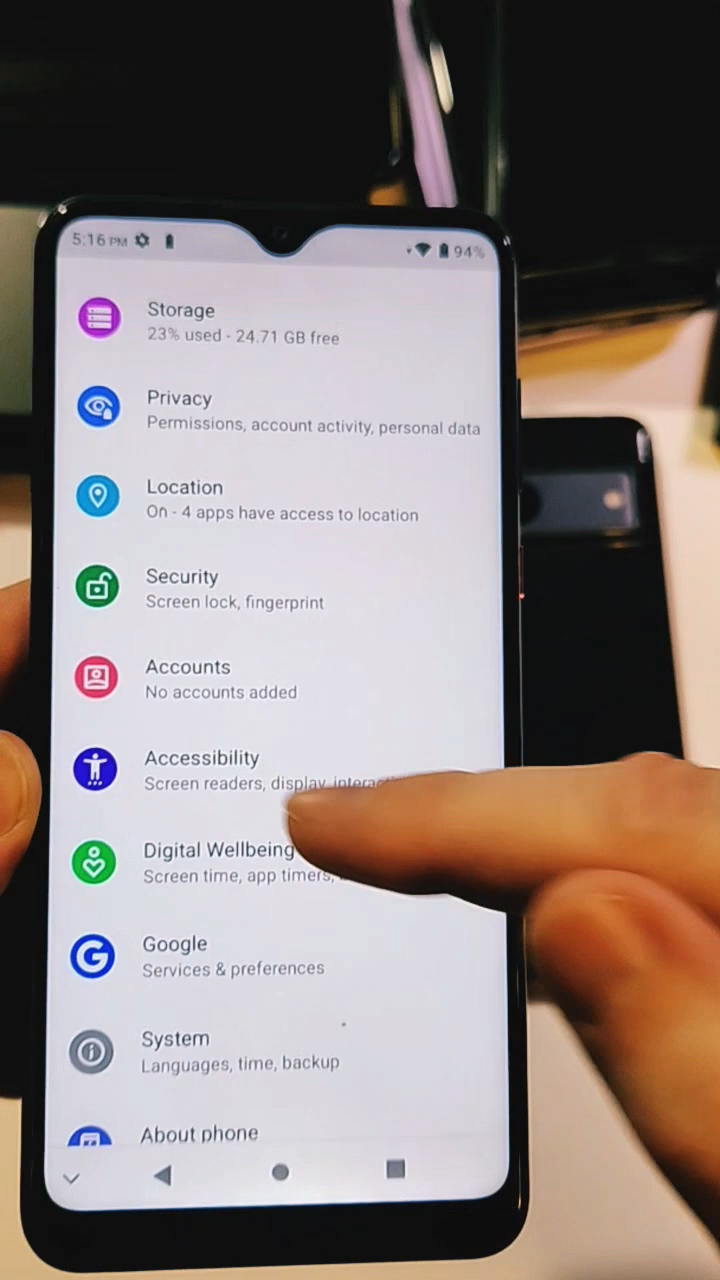 5:16 PM 94%
Storage
23% used - 24.71 GB free
Privacy
Permissions, account activity, personal data
Location
On - 4 apps have access to location
Security
Screen lock, fingerprint
Accounts
No accounts added
Accessibility
Screen readers, display,
Digital Wellbeing
Screen time, app timers,
Google
Services & preferences
System
Languages, time, backup
About phone